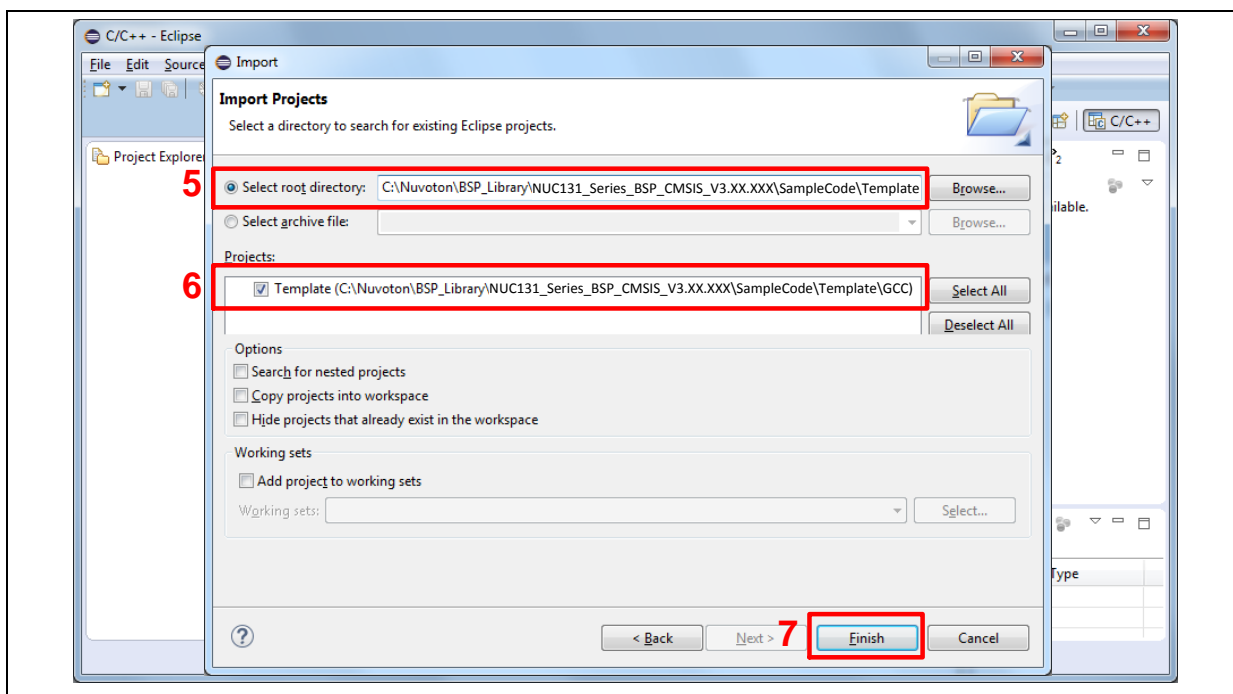 C/C++ - Eclipse
File Edit Source
Import
Import Projects
Select a directory to search for existing Eclipse projects.
C/C++
Project Explorer
2
5 Select root directory: C:\Nuvoton\BSP_Library\NUC131_Series_BSP_CMSIS_V3.XX.XXX\SampleCode\Template Browse...
ilable.
Select archive file: Browse...
Projects:
6 Template (C:\Nuvoton\BSP_Library\NUC131_Series_BSP_CMSIS_V3.XX.XXX\SampleCode\Template\GCC) Select All
Deselect All
Options
Search for nested projects
Copy projects into workspace
Hide projects that already exist in the workspace
Working sets
Add project to working sets
Working sets: Select...
Type
? < Back Next > 7 Finish Cancel